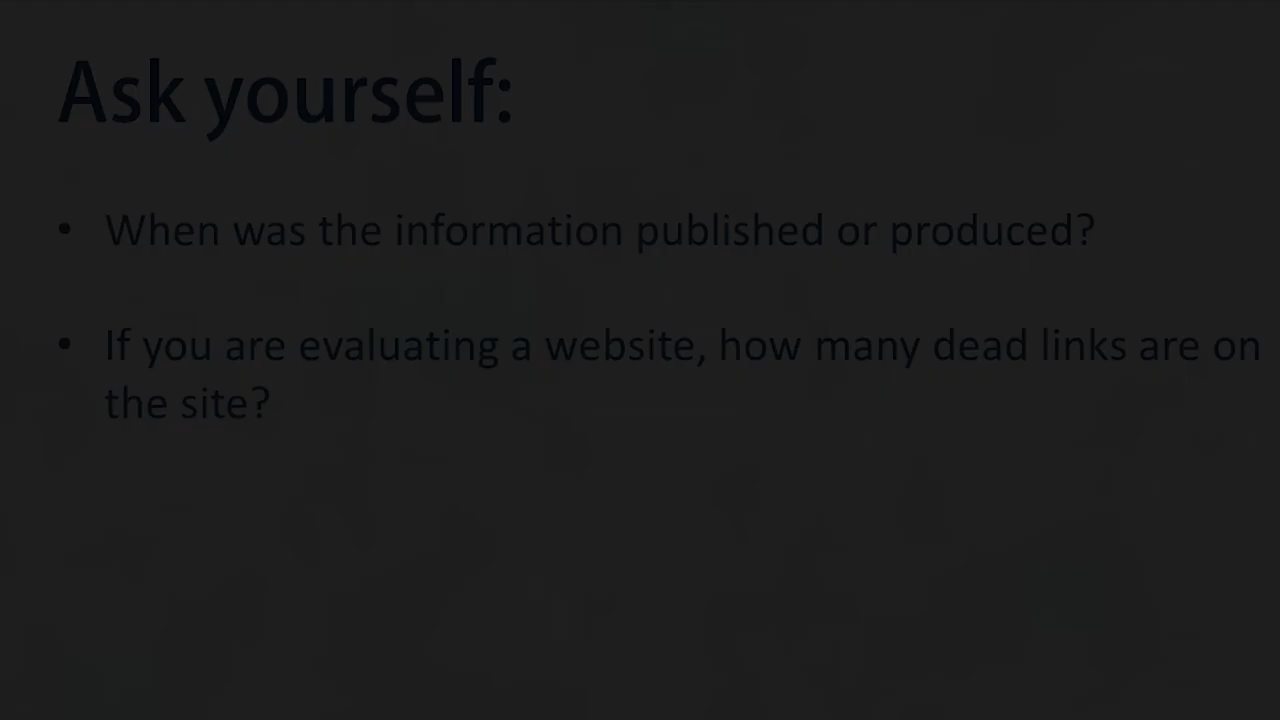 Ask yourself:
• When was the information published or produced?
• If you are evaluating a website, how many dead links are on
the site?